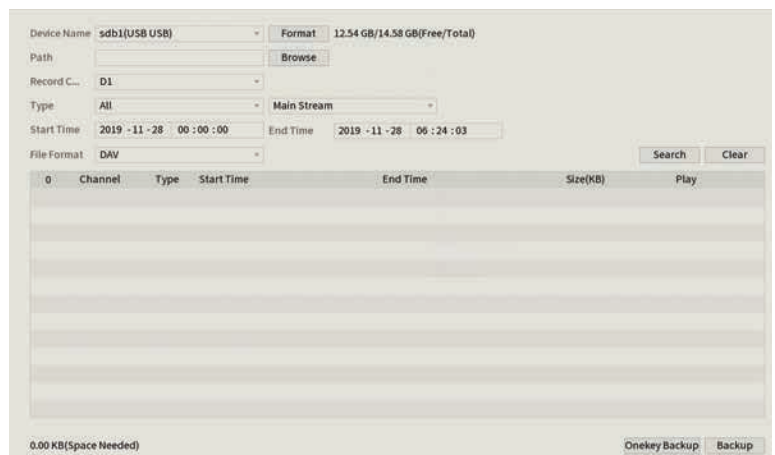 Device Name sdb1(USB USB) Format 12.54 GB/14.58 GB(Free/Total)
Path Browse
Record C... D1
Type All Main Stream
Start Time 2019 - 11 - 28 00 : 00 : 00 End Time 2019 - 11 - 28 06 : 24 : 03
File Format DAV Search Clear
0 Channel Type Start Time End Time Size(KB) Play
0.00 KB(Space Needed) Onekey Backup Backup